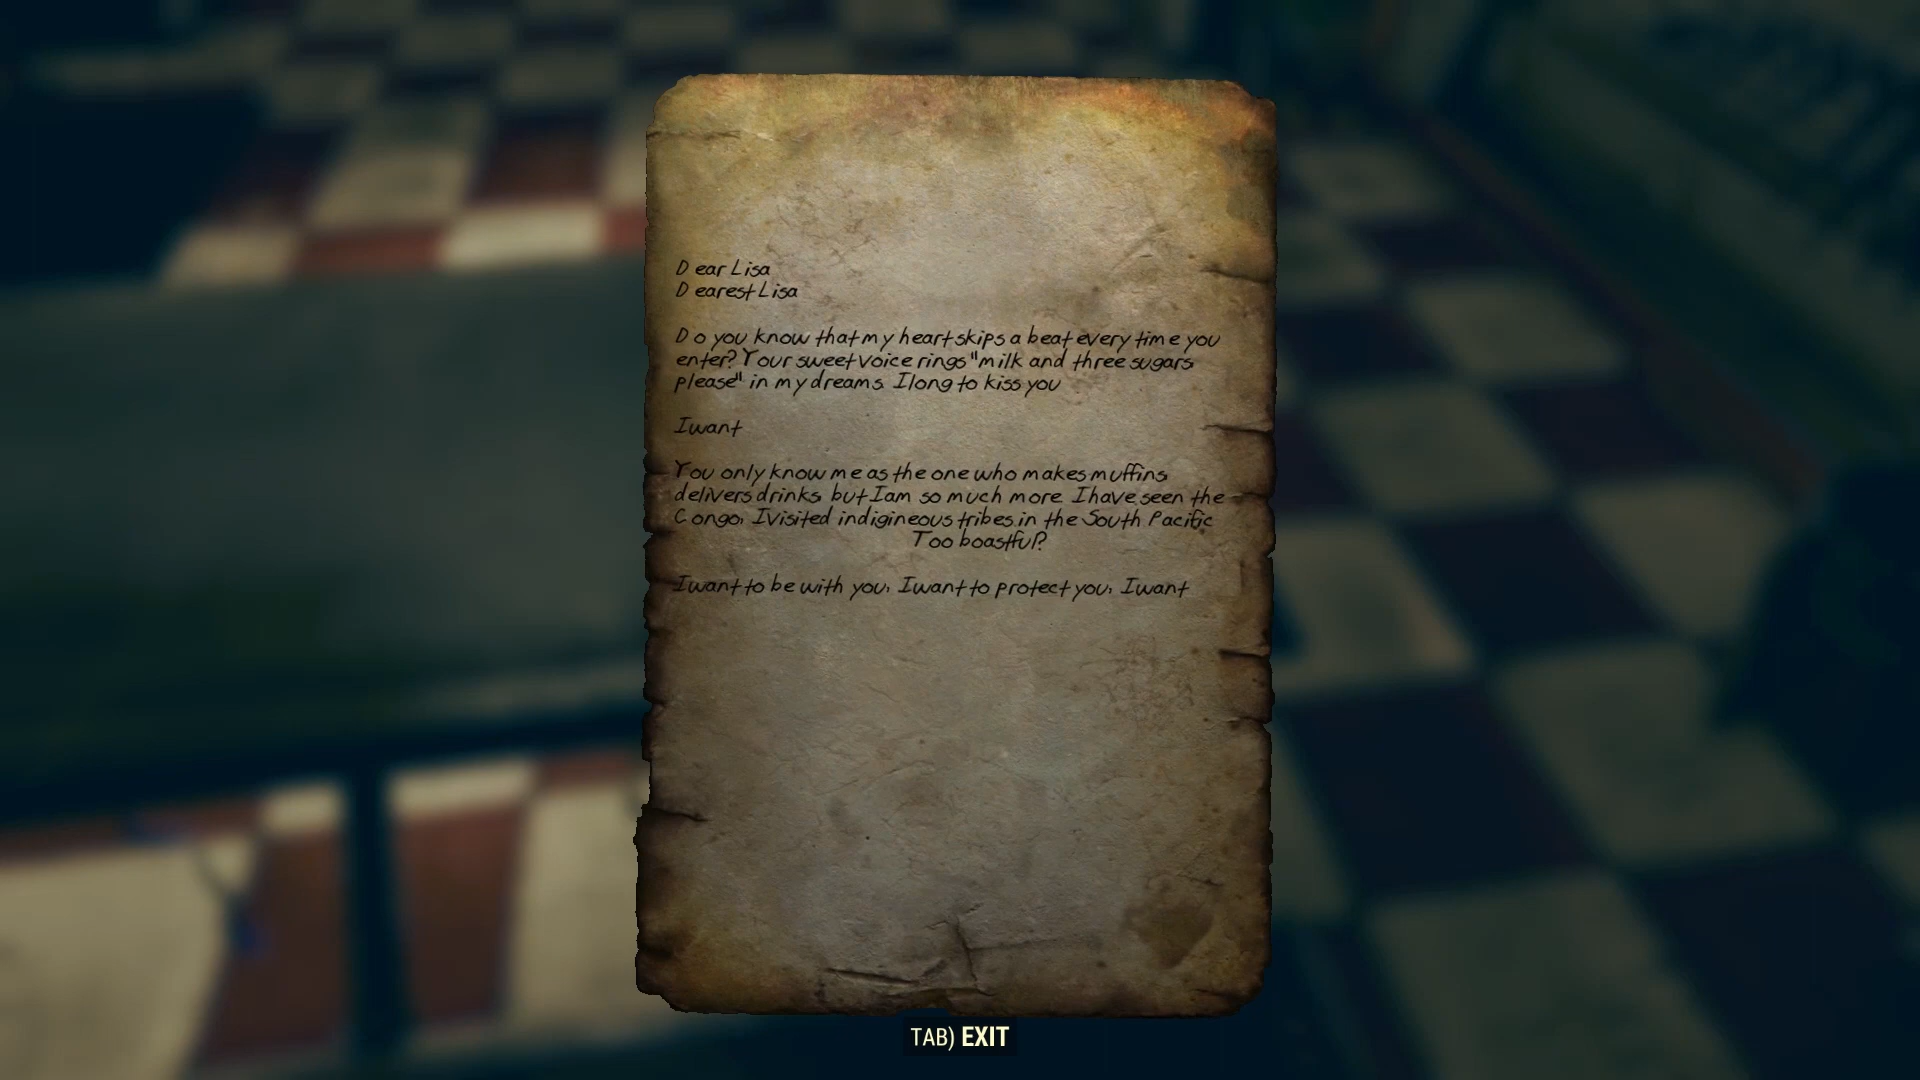 Dear Lisa
Dearest Lisa
Do you know that my heart skips a beat every time you
enter? Your sweet voice rings "milk and three sugars
please" in my dreams. I long to kiss you
I want
You only know me as the one who makes muffins,
delivers drinks, but I am so much more. I have seen the
Congo, I visited indigineous tribes in the South Pacific
Too boastful?
I want to be with you, I want to protect you, I want
TAB) EXIT